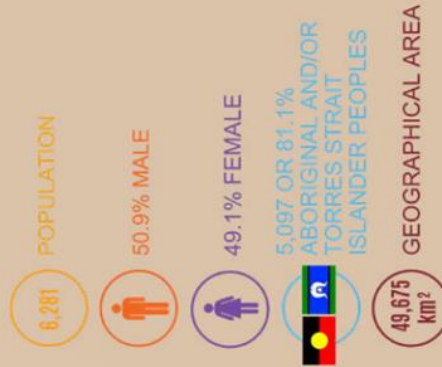 6,281
POPULATION
50.9% MALE
49.1% FEMALE
5,097 OR 81.1%
ABORIGINAL AND/OR
TORRES STRAIT
ISLANDER PEOPLES
49,675
km²
GEOGRAPHICAL AREA